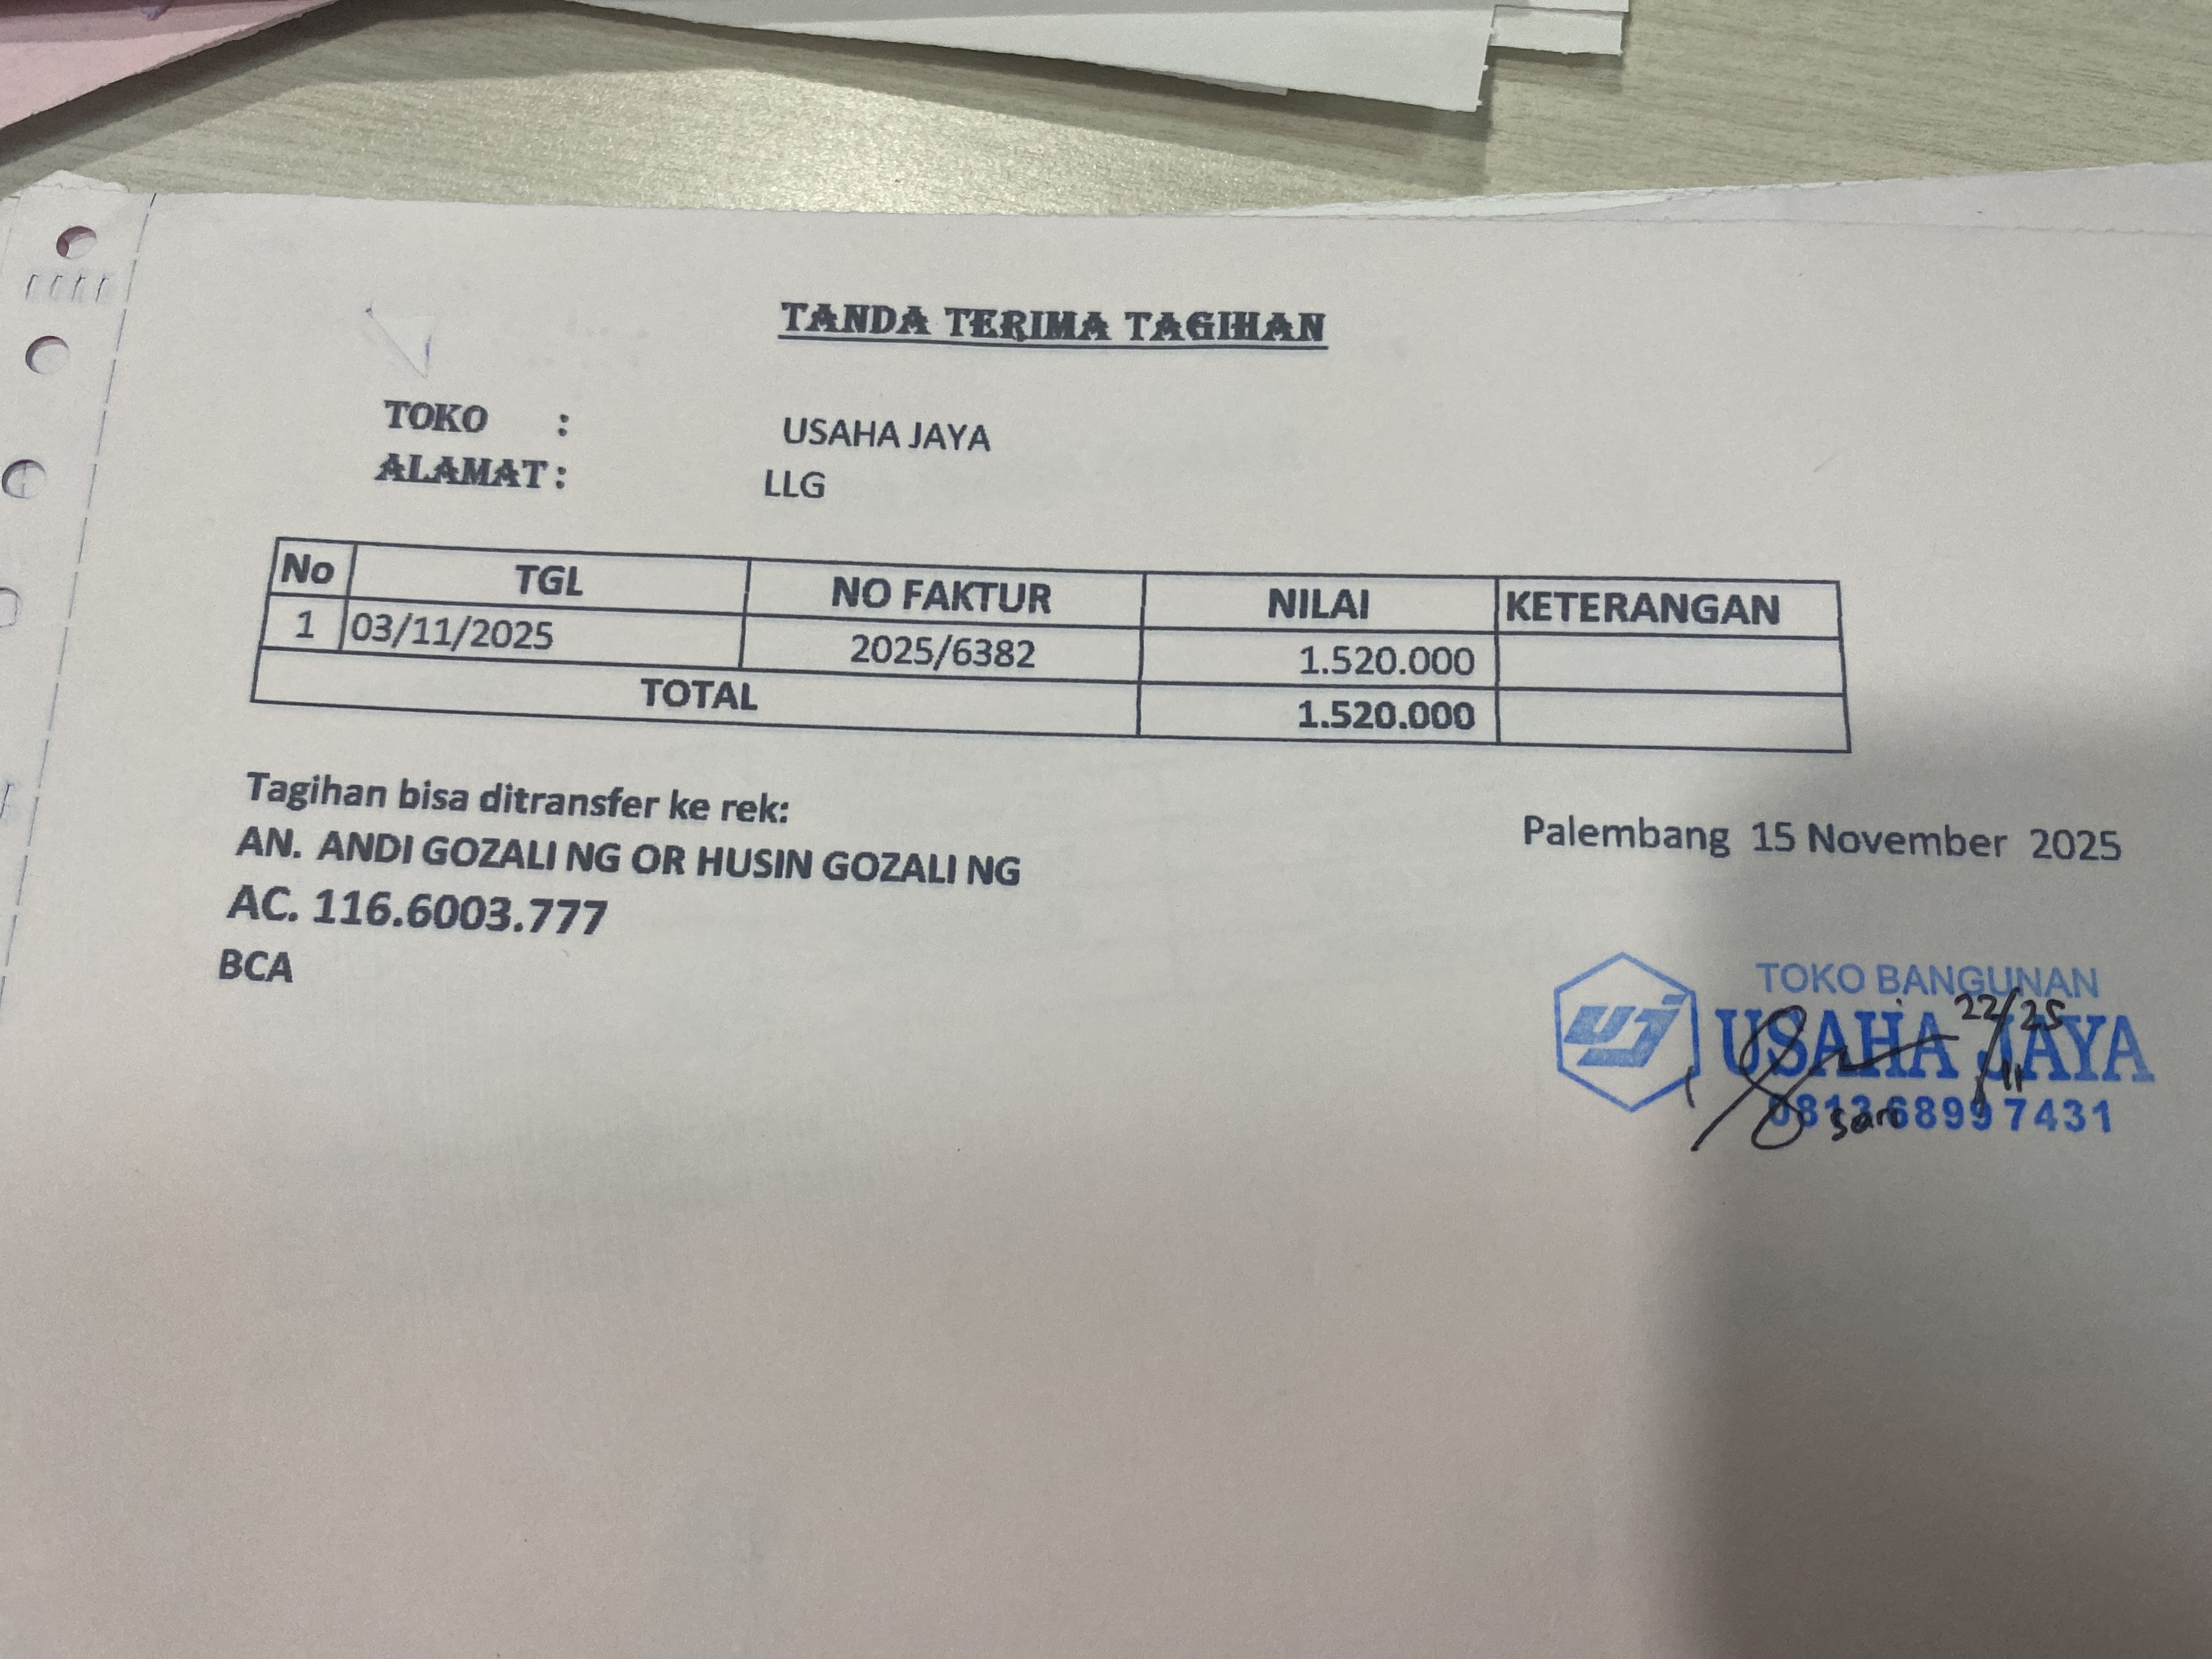 TANDA TERIMA TAGIHAN
TOKO : USAHA JAYA
ALAMAT : LLG
No TGL NO FAKTUR NILAI KETERANGAN
1 03/11/2025 2025/6382 1.520.000
TOTAL 1.520.000
Tagihan bisa ditransfer ke rek:
AN. ANDI GOZALI NG OR HUSIN GOZALI NG
AC. 116.6003.777
BCA
Palembang 15 November 2025
TOKO BANGUNAN
UJ USAHA JAYA
22/25
11
0813 6899 7431
sari